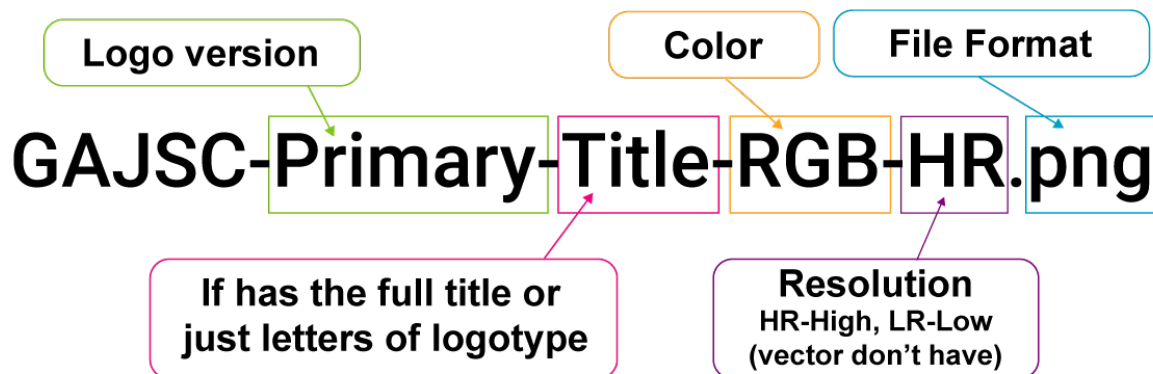 Logo version
Color
File Format
GAJSC-Primary-Title-RGB-HR.png
If has the full title or
just letters of logotype
Resolution
HR-High, LR-Low
(vector don’t have)